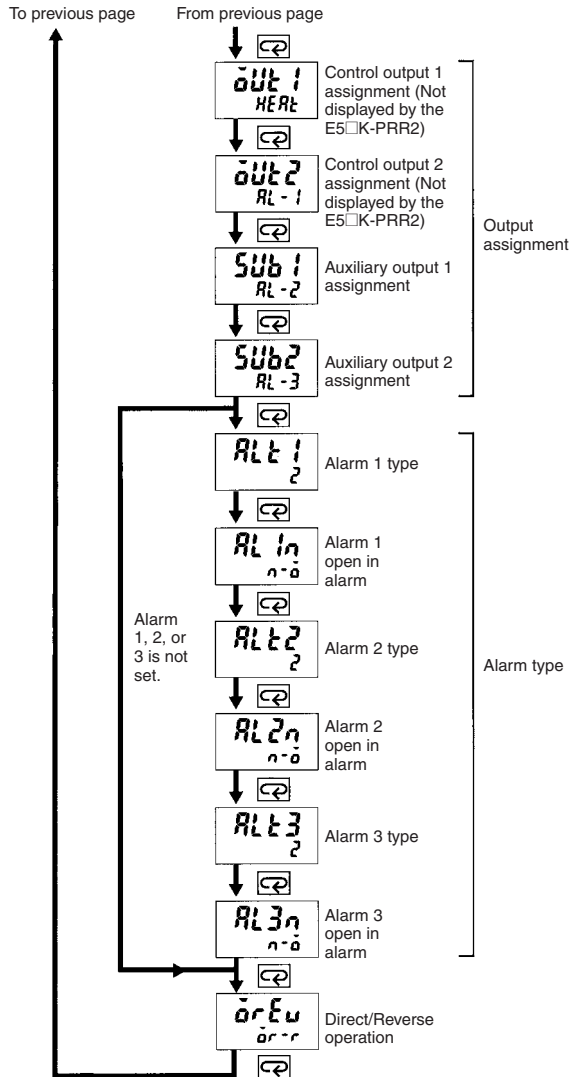 To previous page
From previous page
out1
HEAt
Control output 1
assignment (Not
displayed by the
E5□K-PRR2)
out2
AL-1
Control output 2
assignment (Not
displayed by the
E5□K-PRR2)
SUb1
AL-2
Auxiliary output 1
assignment
SUb2
AL-3
Auxiliary output 2
assignment
Output
assignment
ALt1
2
Alarm 1 type
AL1n
n-o
Alarm 1
open in
alarm
Alarm
1, 2, or
3 is not
set.
ALt2
2
Alarm 2 type
Alarm type
AL2n
n-o
Alarm 2
open in
alarm
ALt3
2
Alarm 3 type
AL3n
n-o
Alarm 3
open in
alarm
orEv
or-r
Direct/Reverse
operation